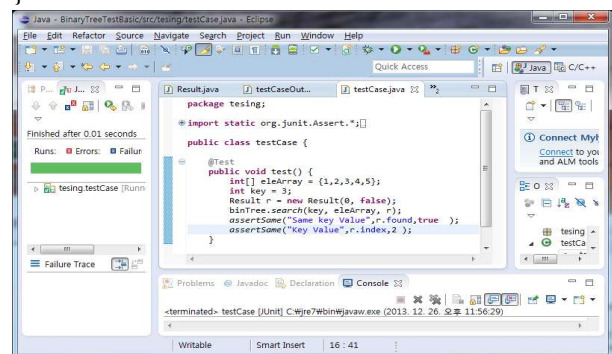 }
Java - BinaryTreeTestBasic/src/tesing/testCase.java - Eclipse
File Edit Refactor Source Navigate Search Project Run Window Help
Quick Access
Java C/C++
P... J...
Finished after 0.01 seconds
Runs: Errors: Failur
tesing.testCase [Runn
Failure Trace
Result.java testCaseOut... testCase.java »2
package tesing;
import static org.junit.Assert.*;
public class testCase {
@Test
public void test() {
int[] eleArray = {1,2,3,4,5};
int key = 3;
Result r = new Result(0, false);
binTree.search(key, eleArray, r);
assertSame("Same key Value",r.found,true );
assertSame("Key Value",r.index,2 );
}
T
Connect Myl
Connect to you
and ALM tools
O
tesing
testCa
Problems @ Javadoc Declaration Console
<terminated> testCase [JUnit] C:₩jre7₩bin₩javaw.exe (2013. 12. 26. 오후 11:56:29)
Writable Smart Insert 16 : 41